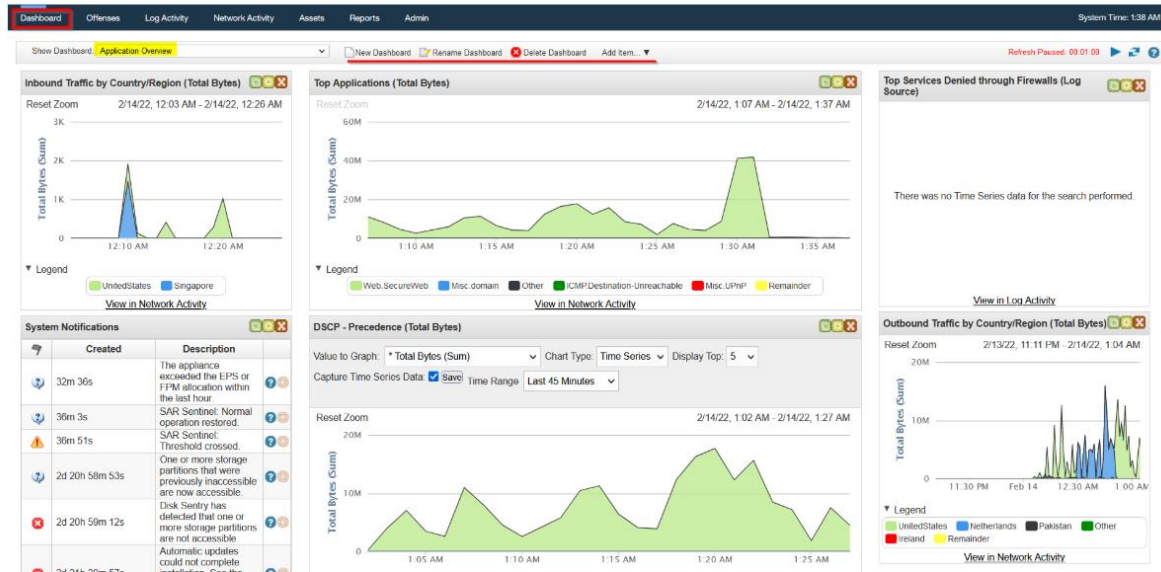 Dashboard Offenses Log Activity Network Activity Assets Reports Admin System Time: 1:38 AM
Show Dashboard: Application Overview New Dashboard Rename Dashboard Delete Dashboard Add Item... ▼ Refresh Paused: 00:01:00
Inbound Traffic by Country/Region (Total Bytes)
Reset Zoom 2/14/22, 12:03 AM - 2/14/22, 12:26 AM
Total Bytes (Sum)
3K
2K
1K
0
12:10 AM 12:20 AM
▼ Legend
UnitedStates Singapore
View in Network Activity
Top Applications (Total Bytes)
Reset Zoom 2/14/22, 1:07 AM - 2/14/22, 1:37 AM
Total Bytes (Sum)
60M
40M
20M
0
1:10 AM 1:15 AM 1:20 AM 1:25 AM 1:30 AM 1:35 AM
▼ Legend
Web.SecureWeb Misc.domain Other ICMP.Destination-Unreachable Misc.UPnP Remainder
View in Network Activity
Top Services Denied through Firewalls (Log
Source)
There was no Time Series data for the search performed.
View in Log Activity
System Notifications
Created Description
32m 36s
The appliance
exceeded the EPS or
FPM allocation within
the last hour.
36m 3s
SAR Sentinel: Normal
operation restored.
36m 51s
SAR Sentinel:
Threshold crossed.
2d 20h 58m 53s
One or more storage
partitions that were
previously inaccessible
are now accessible.
2d 20h 59m 12s
Disk Sentry has
detected that one or
more storage partitions
are not accessible.
Automatic updates
could not complete
DSCP - Precedence (Total Bytes)
Value to Graph: * Total Bytes (Sum) Chart Type: Time Series Display Top: 5
Capture Time Series Data: Save Time Range Last 45 Minutes
Reset Zoom 2/14/22, 1:02 AM - 2/14/22, 1:27 AM
Total Bytes (Sum)
20M
10M
0
1:05 AM 1:10 AM 1:15 AM 1:20 AM 1:25 AM
Outbound Traffic by Country/Region (Total Bytes)
Reset Zoom 2/13/22, 11:11 PM - 2/14/22, 1:04 AM
Total Bytes (Sum)
20M
10M
0
11:30 PM Feb 14 12:30 AM 1:00 AM
▼ Legend
UnitedStates Netherlands Pakistan Other
Ireland Remainder
View in Network Activity